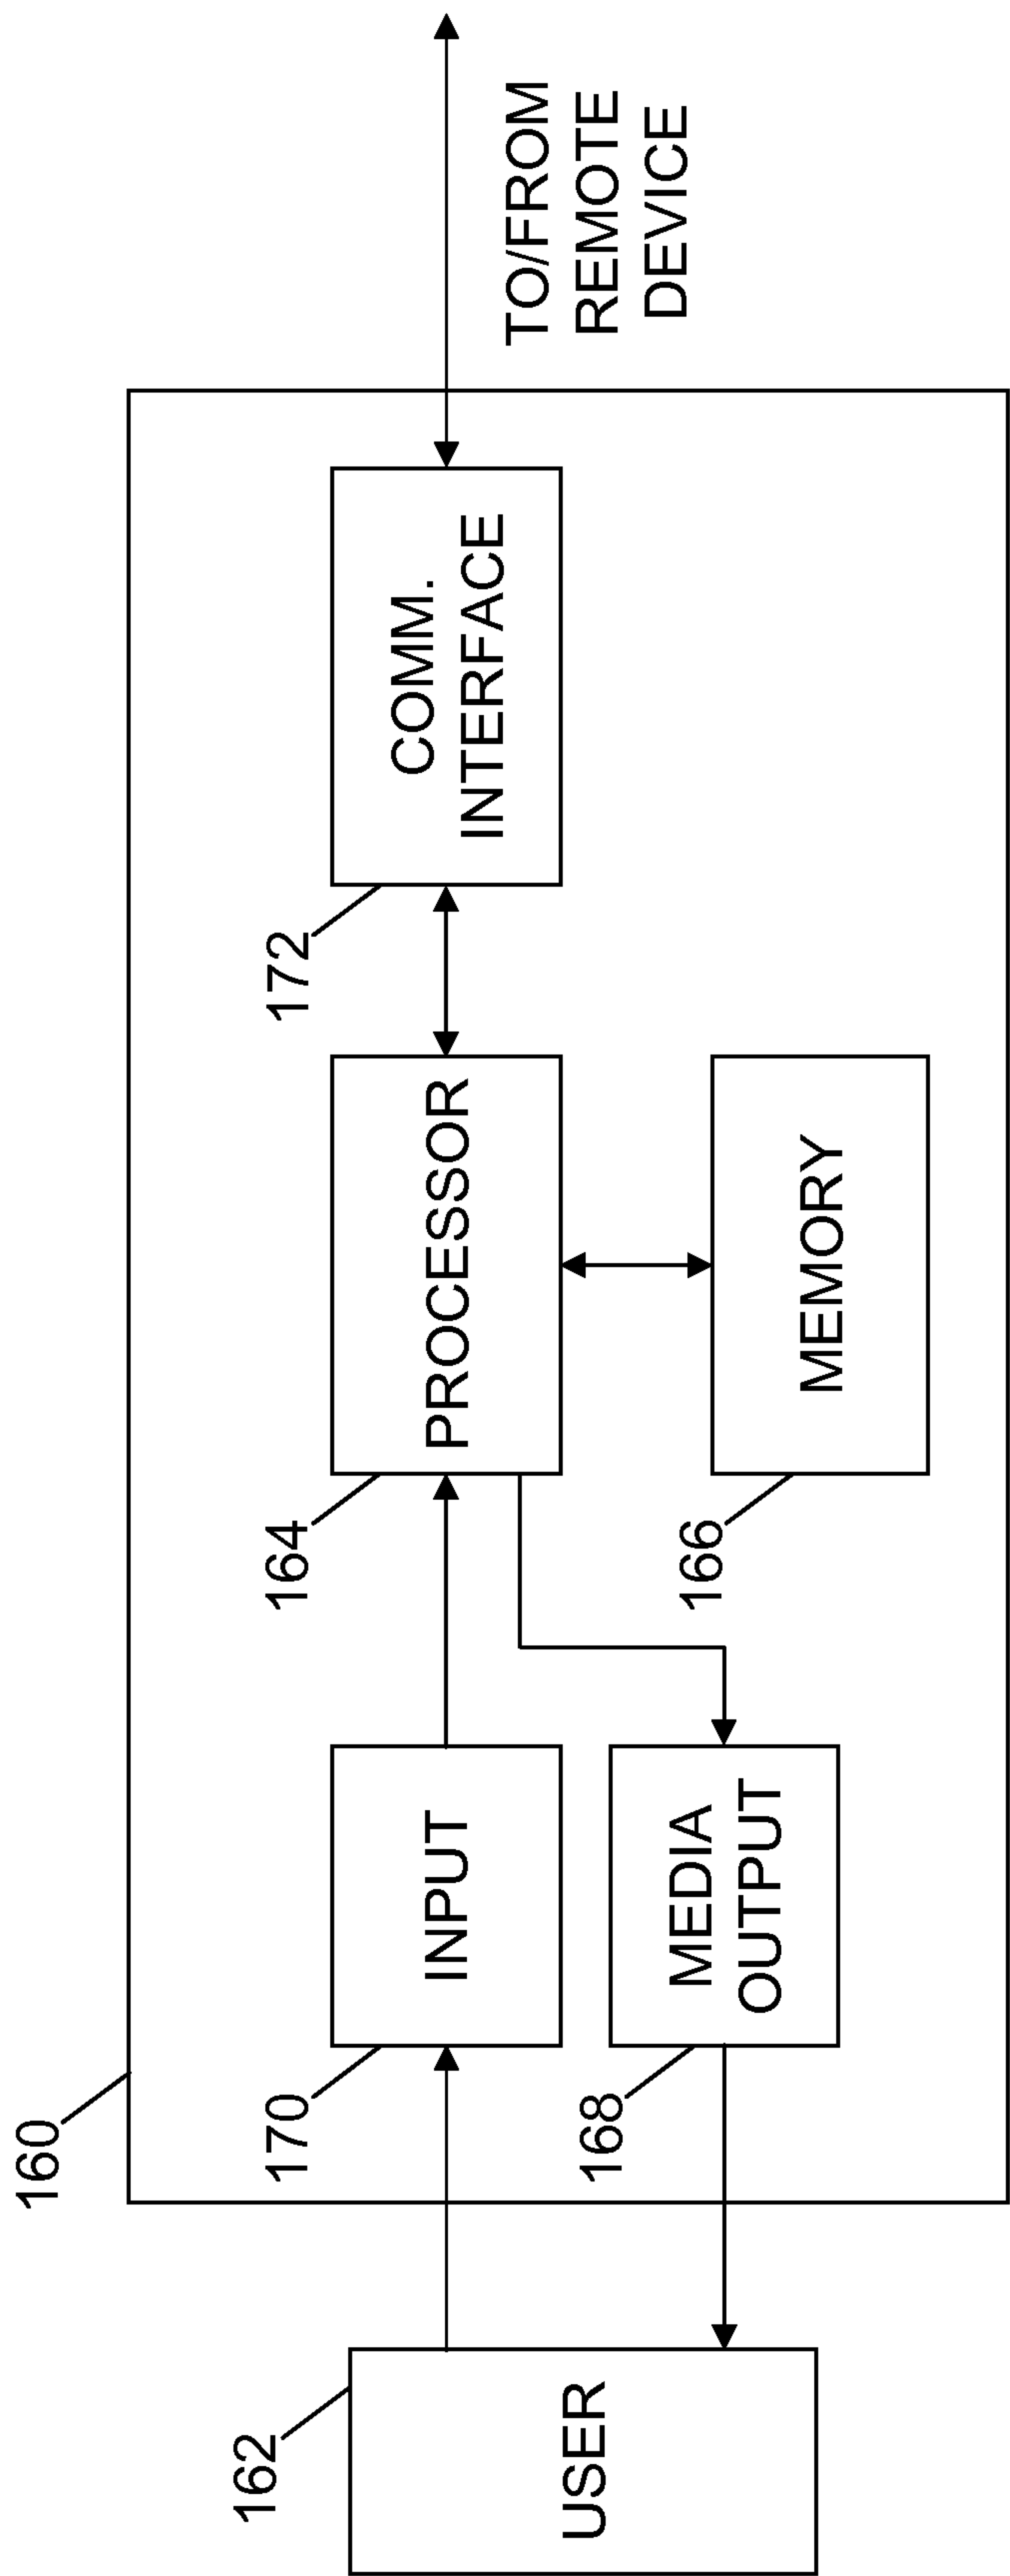 160
162
USER
170
INPUT
168
MEDIA
OUTPUT
164
PROCESSOR
166
MEMORY
172
COMM.
INTERFACE
TO/FROM
REMOTE
DEVICE